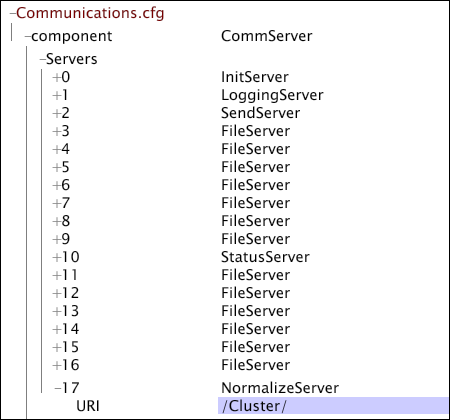 −Communications.cfg
−component CommServer
−Servers
+0 InitServer
+1 LoggingServer
+2 SendServer
+3 FileServer
+4 FileServer
+5 FileServer
+6 FileServer
+7 FileServer
+8 FileServer
+9 FileServer
+10 StatusServer
+11 FileServer
+12 FileServer
+13 FileServer
+14 FileServer
+15 FileServer
+16 FileServer
−17 NormalizeServer
URI /Cluster/